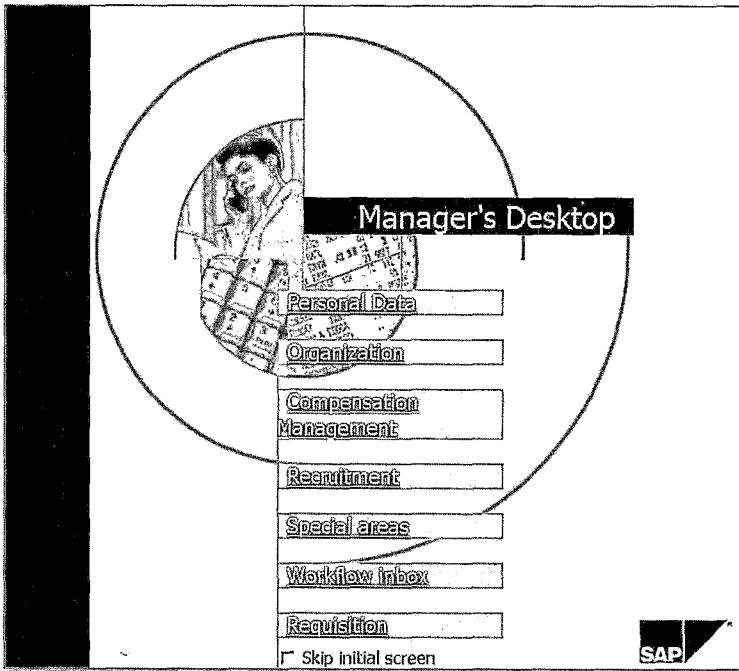 Manager's Desktop
Personal Data
Organization
Compensation
Management
Recruitment
Special areas
Workflow inbox
Requisition
Skip initial screen
SAP